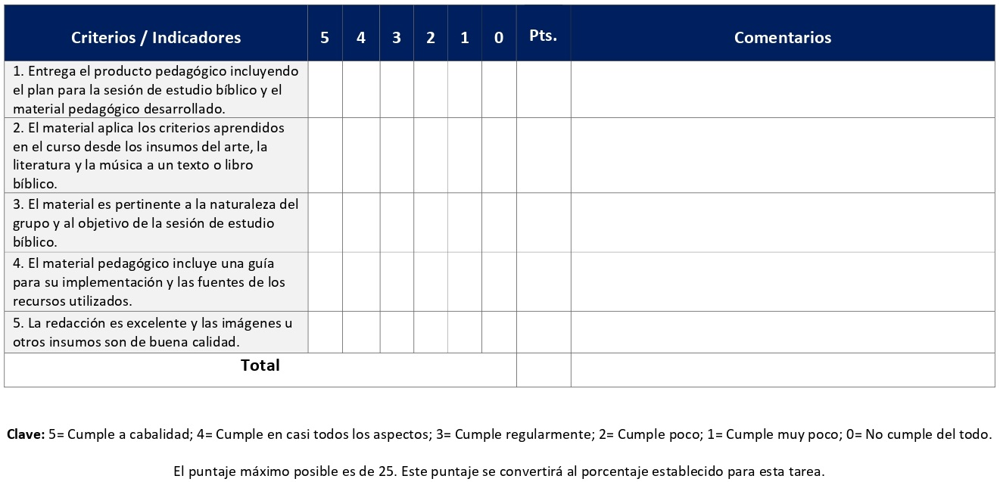 Criterios / Indicadores 5 4 3 2 1 0 Pts. Comentarios
1. Entrega el producto pedagógico incluyendo
el plan para la sesión de estudio bíblico y el
material pedagógico desarrollado.
2. El material aplica los criterios aprendidos
en el curso desde los insumos del arte, la
literatura y la música a un texto o libro
bíblico.
3. El material es pertinente a la naturaleza del
grupo y al objetivo de la sesión de estudio
bíblico.
4. El material pedagógico incluye una guía
para su implementación y las fuentes de los
recursos utilizados.
5. La redacción es excelente y las imágenes u
otros insumos son de buena calidad.
Total
Clave: 5= Cumple a cabalidad; 4= Cumple en casi todos los aspectos; 3= Cumple regularmente; 2= Cumple poco; 1= Cumple muy poco; 0= No cumple del todo.
El puntaje máximo posible es de 25. Este puntaje se convertirá al porcentaje establecido para esta tarea.